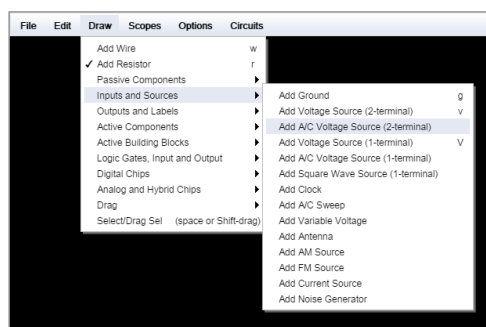 File Edit Draw Scopes Options Circuits
Add Wire w
✓ Add Resistor r
Passive Components
Inputs and Sources
Outputs and Labels
Active Components
Active Building Blocks
Logic Gates, Input and Output
Digital Chips
Analog and Hybrid Chips
Drag
Select/Drag Sel (space or Shift-drag)
Add Ground g
Add Voltage Source (2-terminal) v
Add A/C Voltage Source (2-terminal)
Add Voltage Source (1-terminal) V
Add A/C Voltage Source (1-terminal)
Add Square Wave Source (1-terminal)
Add Clock
Add A/C Sweep
Add Variable Voltage
Add Antenna
Add AM Source
Add FM Source
Add Current Source
Add Noise Generator